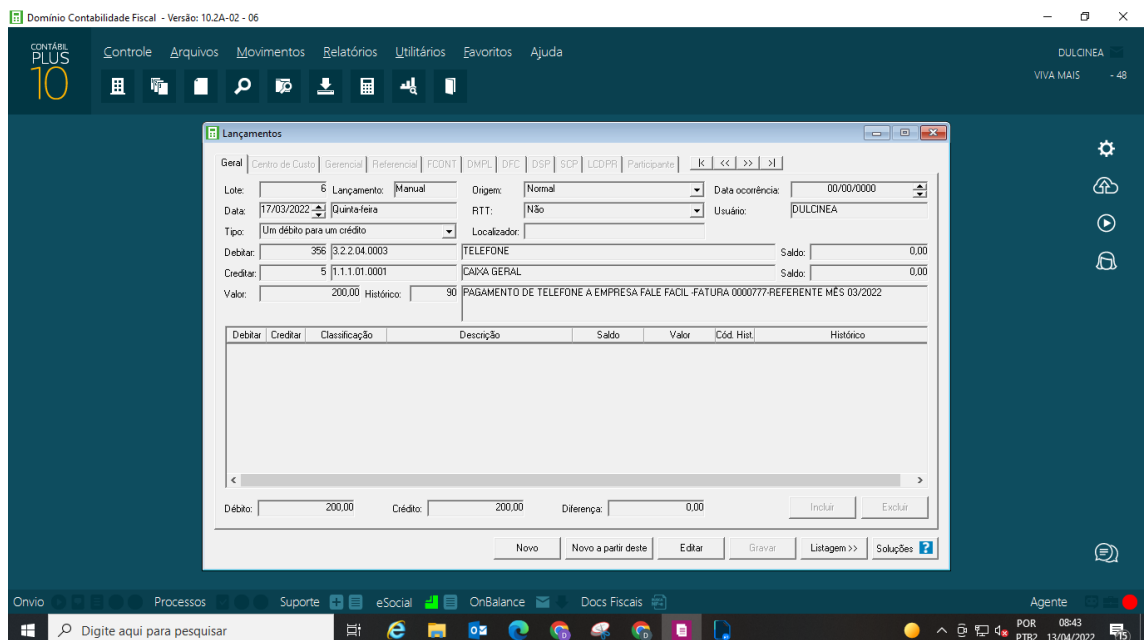 Domínio Contabilidade Fiscal - Versão: 10.2A-02 - 06
CONTÁBIL
PLUS
10
Controle Arquivos Movimentos Relatórios Utilitários Favoritos Ajuda
DULCINEA
VIVA MAIS - 48
Lançamentos
Geral Centro de Custo Gerencial Referencial FCONT DMPL DFC DSP SCP LCDPR Participante
Lote: 6 Lançamento: Manual Origem: Normal Data ocorrência: 00/00/0000
Data: 17/03/2022 Quinta-feira RTT: Não Usuário: DULCINEA
Tipo: Um débito para um crédito Localizador:
Debitar: 356 3.2.2.04.0003 TELEFONE Saldo: 0,00
Creditar: 5 1.1.1.01.0001 CAIXA GERAL Saldo: 0,00
Valor: 200,00 Histórico: 90 PAGAMENTO DE TELEFONE A EMPRESA FALE FACIL -FATURA 0000777-REFERENTE MÊS 03/2022
Debitar Creditar Classificação Descrição Saldo Valor Cód. Hist. Histórico
Débito: 200,00 Crédito: 200,00 Diferença: 0,00 Incluir Excluir
Novo Novo a partir deste Editar Gravar Listagem >> Soluções ?
Onvio Processos Suporte eSocial OnBalance Docs Fiscais Agente
Digite aqui para pesquisar
POR 08:43
PTB2 13/04/2022